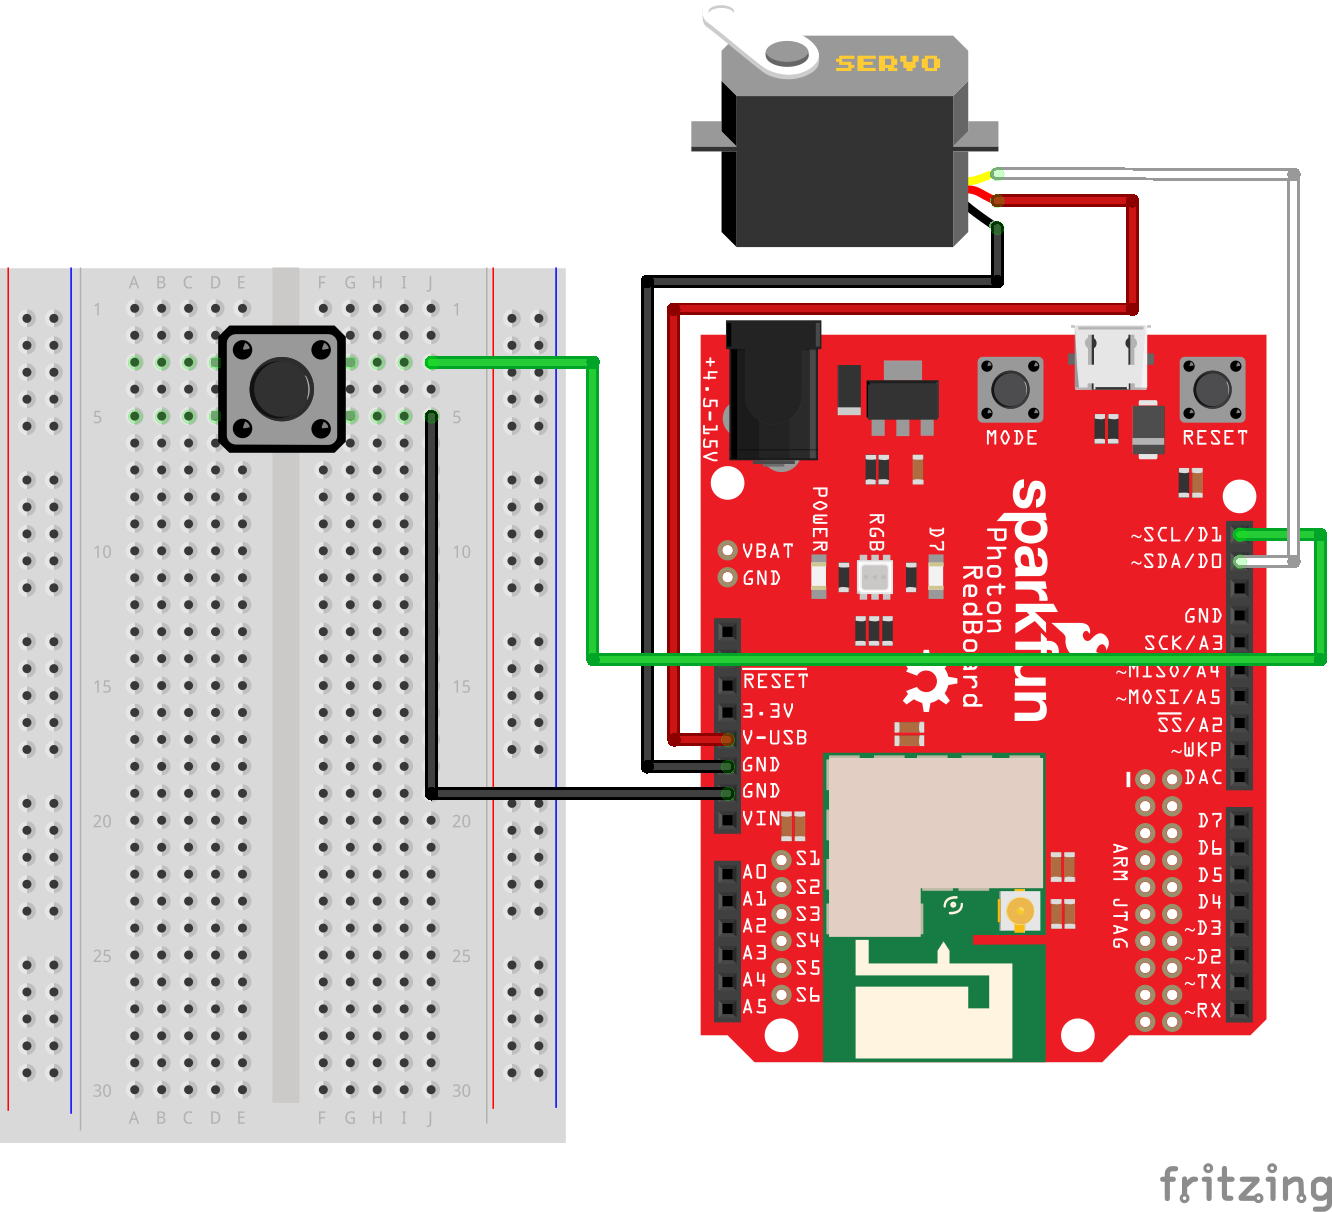 SERVO
A B C D E F G H I J
1 1
5 5
10 10
15 15
20 20
25 25
30 30
A B C D E F G H I J
+4.5-15V
MODE
RESET
POWER
RGB
D7
VBAT
GND
sparkfun
Photon
RedBoard
~SCL/D1
~SDA/D0
GND
SCK/A3
~MISO/A4
~MOSI/A5
SS/A2
~WKP
DAC
RESET
3.3V
V-USB
GND
GND
VIN
A0
A1
A2
A3
A4
A5
S1
S2
S3
S4
S5
S6
ARM JTAG
D7
D6
D5
D4
~D3
~D2
~TX
~RX
fritzing